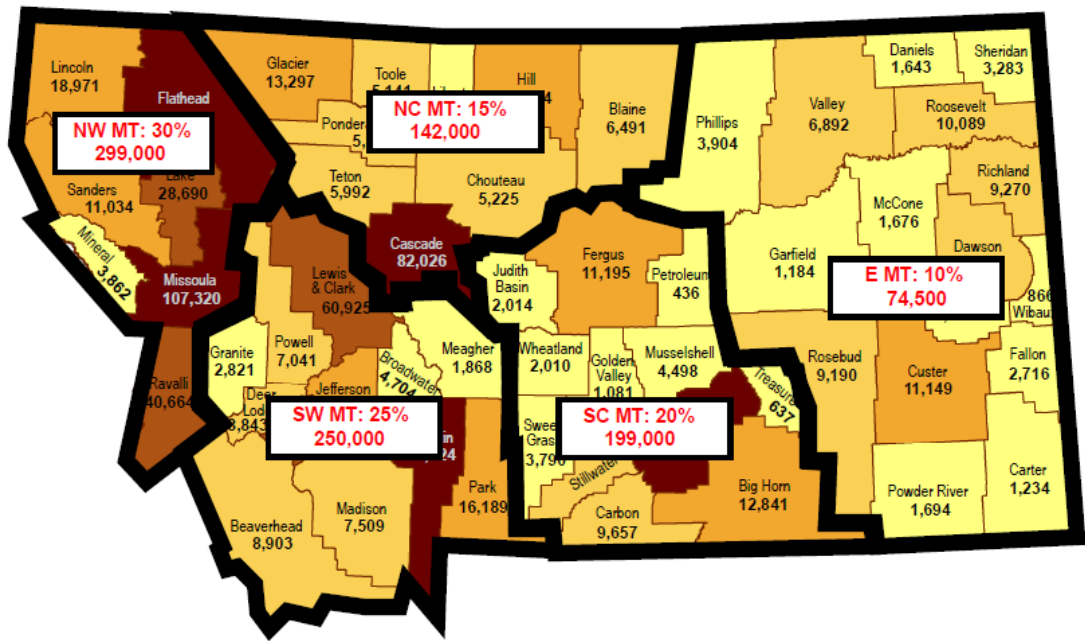 Lincoln
18,971
Flathead
NW MT: 30%
299,000
Lake
28,690
Sanders
11,034
Mineral
3,862
Missoula
107,320
Ravalli
40,664
Glacier
13,297
Toole
Hill
Blaine
6,491
NC MT: 15%
142,000
Teton
5,992
Chouteau
5,225
Cascade
82,026
Lewis
& Clark
60,925
Powell
7,041
Granite
2,821
Deer
Jefferson
Broadwater
4,704
Meagher
1,868
SW MT: 25%
250,000
Park
16,189
Madison
7,509
Beaverhead
8,903
Judith
Basin
2,014
Fergus
11,195
Petroleum
436
Wheatland
2,010
Golden
Valley
1,081
Musselshell
4,498
Treasure
637
SC MT: 20%
199,000
Stillwater
Carbon
9,657
Big Horn
12,841
Phillips
3,904
Valley
6,892
Daniels
1,643
Sheridan
3,283
Roosevelt
10,089
Richland
9,270
McCone
1,676
Garfield
1,184
Dawson
E MT: 10%
74,500
866
Wibaux
Rosebud
9,190
Custer
11,149
Fallon
2,716
Powder River
1,694
Carter
1,234